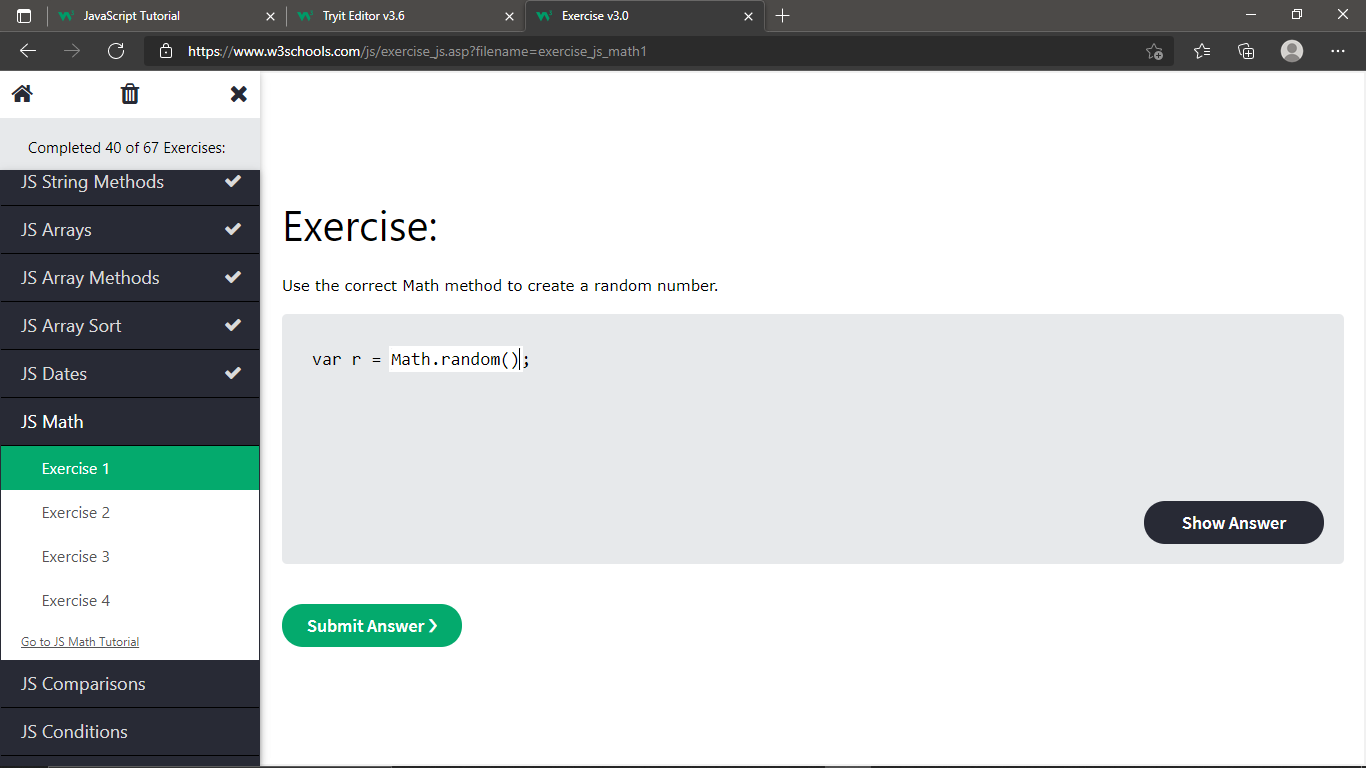 JavaScript Tutorial
Tryit Editor v3.6
Exercise v3.0
https://www.w3schools.com/js/exercise_js.asp?filename=exercise_js_math1
Completed 40 of 67 Exercises:
JS String Methods
JS Arrays
JS Array Methods
JS Array Sort
JS Dates
JS Math
Exercise 1
Exercise 2
Exercise 3
Exercise 4
Go to JS Math Tutorial
JS Comparisons
JS Conditions
Exercise:
Use the correct Math method to create a random number.
var r = Math.random();
Show Answer
Submit Answer ❯